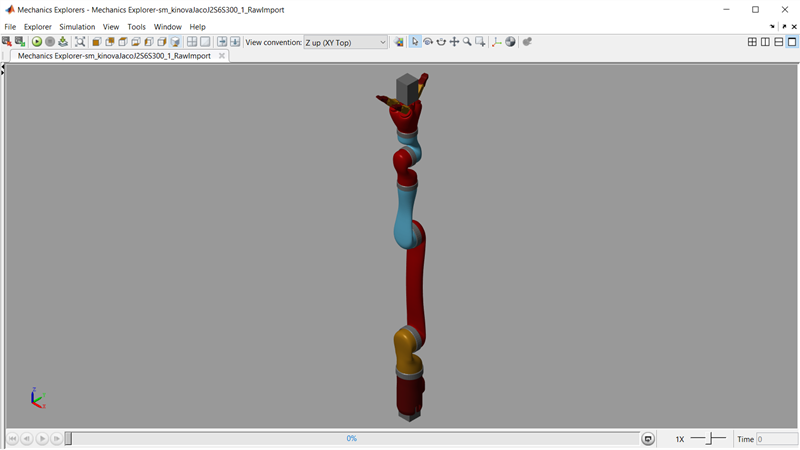 Mechanics Explorers - Mechanics Explorer-sm_kinovaJacoJ2S6S300_1_RawImport
File Explorer Simulation View Tools Window Help
View convention: Z up (XY Top)
Mechanics Explorer-sm_kinovaJacoJ2S6S300_1_RawImport
Z
Y
X
0%
1X
Time 0